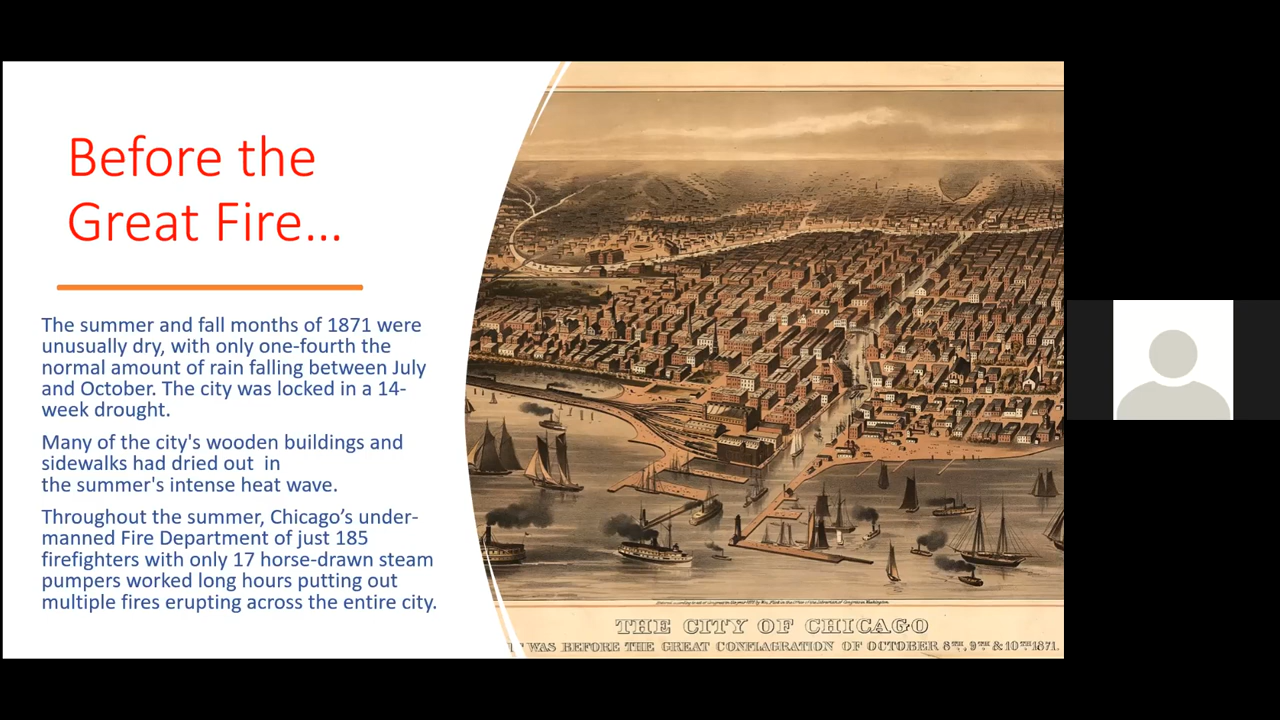 Before the
Great Fire...
The summer and fall months of 1871 were
unusually dry, with only one-fourth the
normal amount of rain falling between July
and October. The city was locked in a 14-
week drought.
Many of the city's wooden buildings and
sidewalks had dried out  in
the summer's intense heat wave.
Throughout the summer, Chicago’s under-
manned Fire Department of just 185
firefighters with only 17 horse-drawn steam
pumpers worked long hours putting out
multiple fires erupting across the entire city.
THE CITY OF CHICAGO
WAS BEFORE THE GREAT CONFLAGRATION OF OCTOBER 8TH, 9TH & 10TH 1871.